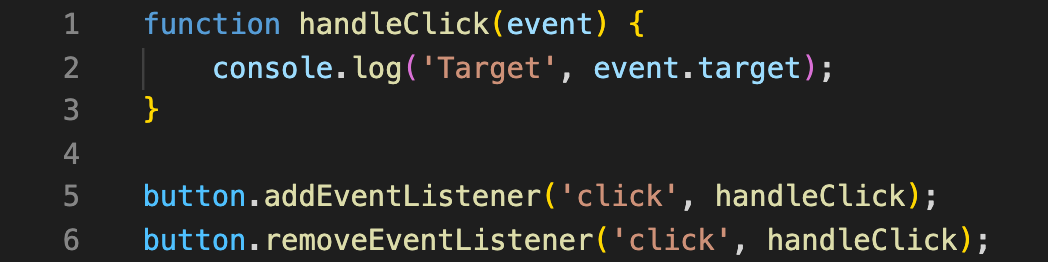 1 function handleClick(event) {
2 console.log('Target', event.target);
3 }
4
5 button.addEventListener('click', handleClick);
6 button.removeEventListener('click', handleClick);